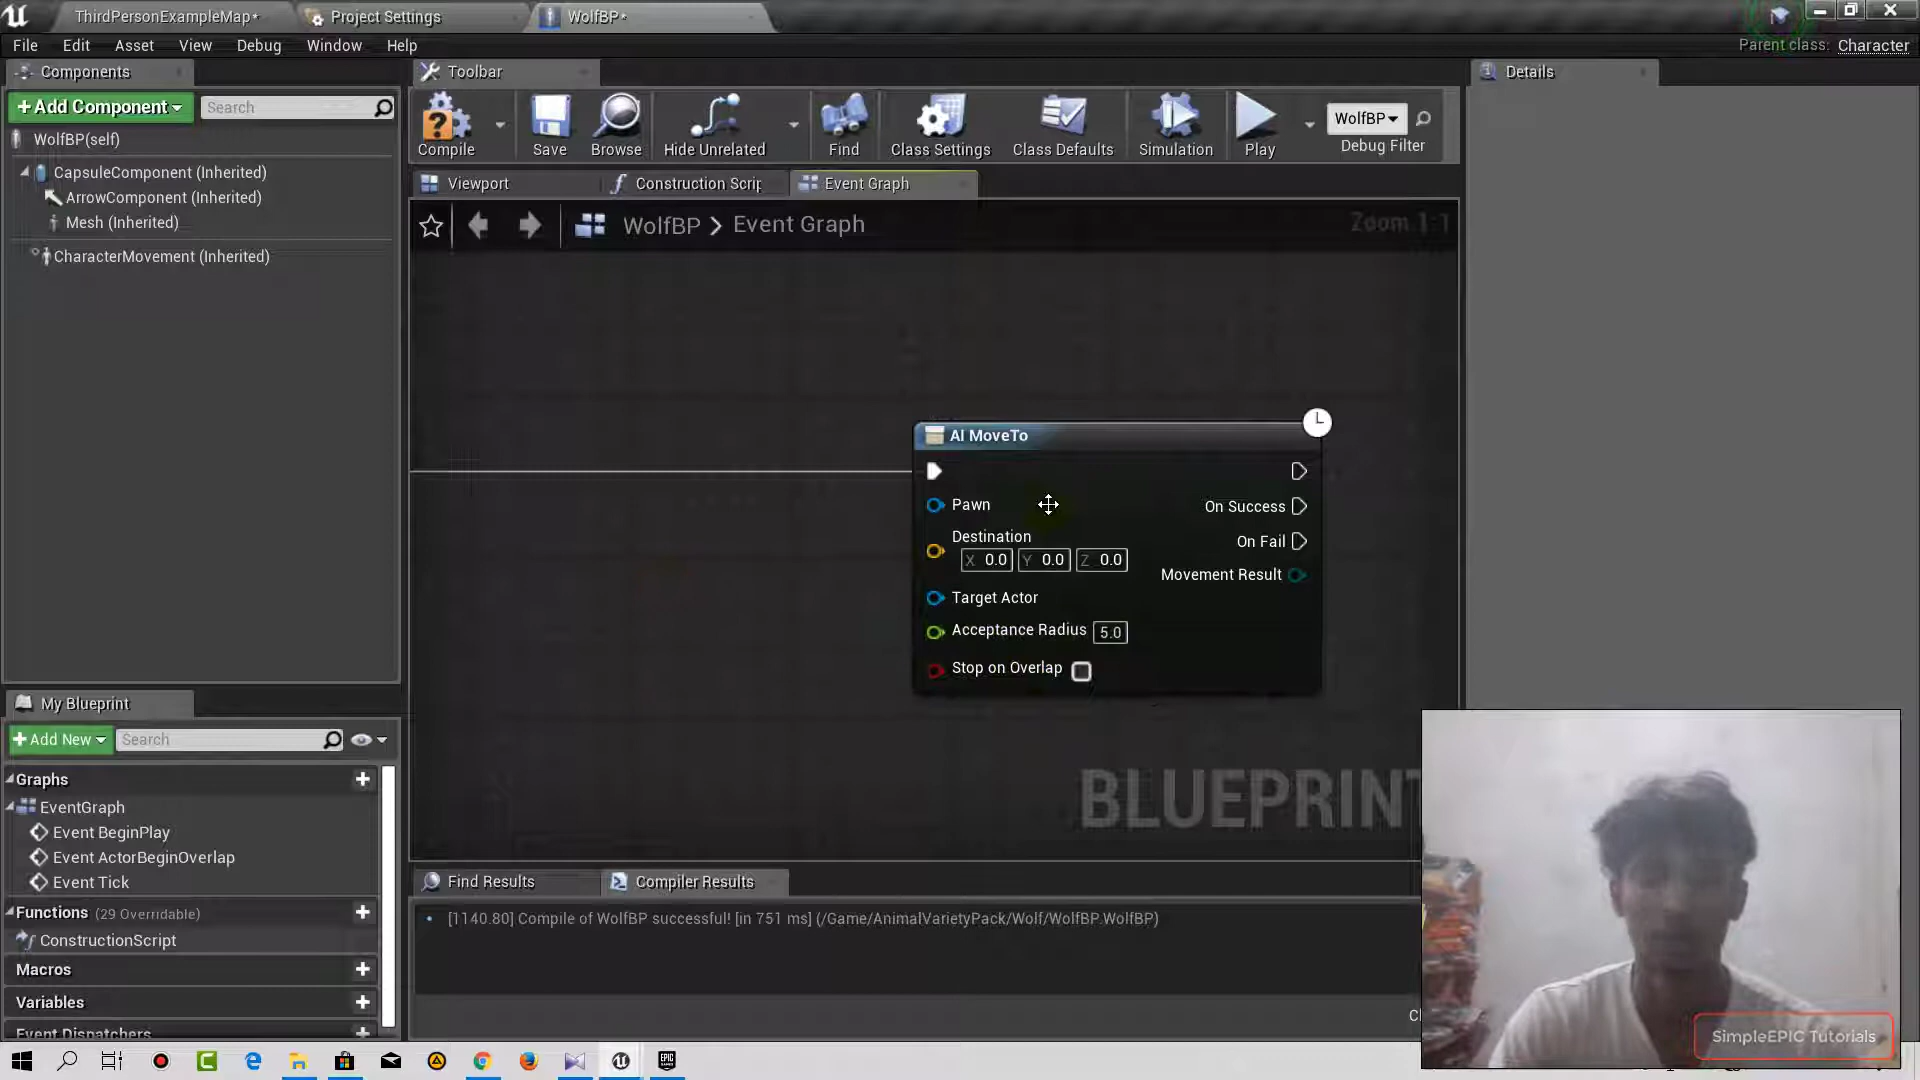 ThirdPersonExampleMap*
Project Settings
WolfBP*
File Edit Asset View Debug Window Help
Parent class: Character
Components
Toolbar
Details
+Add Component
Search
WolfBP(self)
CapsuleComponent (Inherited)
ArrowComponent (Inherited)
Mesh (Inherited)
CharacterMovement (Inherited)
Compile
Save
Browse
Hide Unrelated
Find
Class Settings
Class Defaults
Simulation
Play
WolfBP
Debug Filter
Viewport
Construction Scrip
Event Graph
WolfBP > Event Graph
Zoom 1:1
AI MoveTo
Pawn
Destination
X 0.0 Y 0.0 Z 0.0
Target Actor
Acceptance Radius 5.0
Stop on Overlap
On Success
On Fail
Movement Result
BLUEPRINT
My Blueprint
+Add New
Search
Graphs
EventGraph
Event BeginPlay
Event ActorBeginOverlap
Event Tick
Functions (29 Overridable)
ConstructionScript
Macros
Variables
Event Dispatchers
Find Results
Compiler Results
[1140.80] Compile of WolfBP successful! [in 751 ms] (/Game/AnimalVarietyPack/Wolf/WolfBP.WolfBP)
SimpleEPIC Tutorials
EPIC